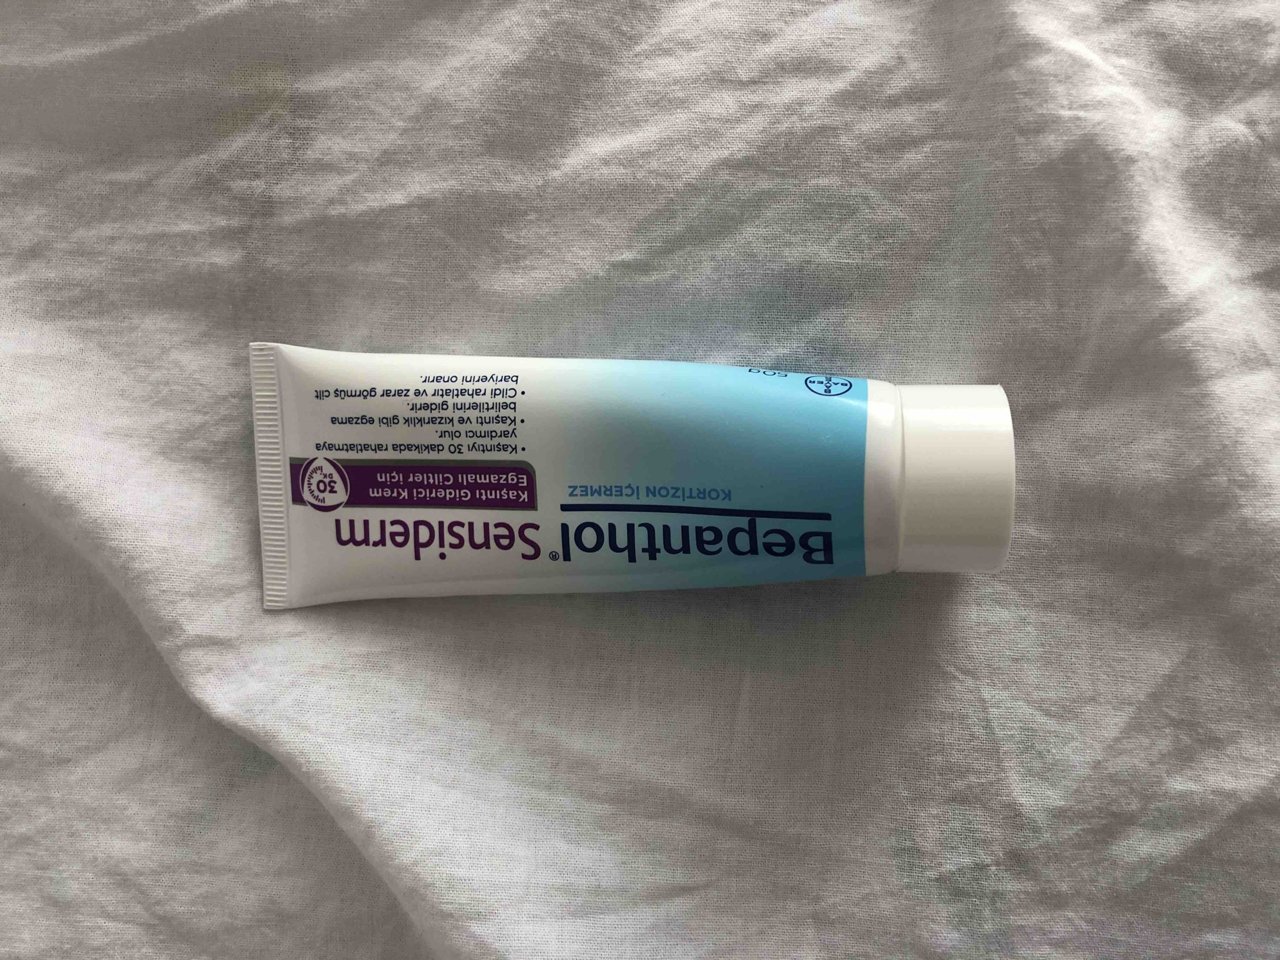 Bepanthol® Sensiderm
KORTİZON İÇERMEZ
Kaşıntı Giderici Krem
Egzamalı Ciltler için
30
DK.
• Kaşıntıyı 30 dakikada rahatlatmaya
yardımcı olur.
• Kaşıntı ve kızarıklık gibi egzama
belirtilerini giderir.
• Cildi rahatlatır ve zarar görmüş cilt
bariyerini onarır.
BAYER
50g